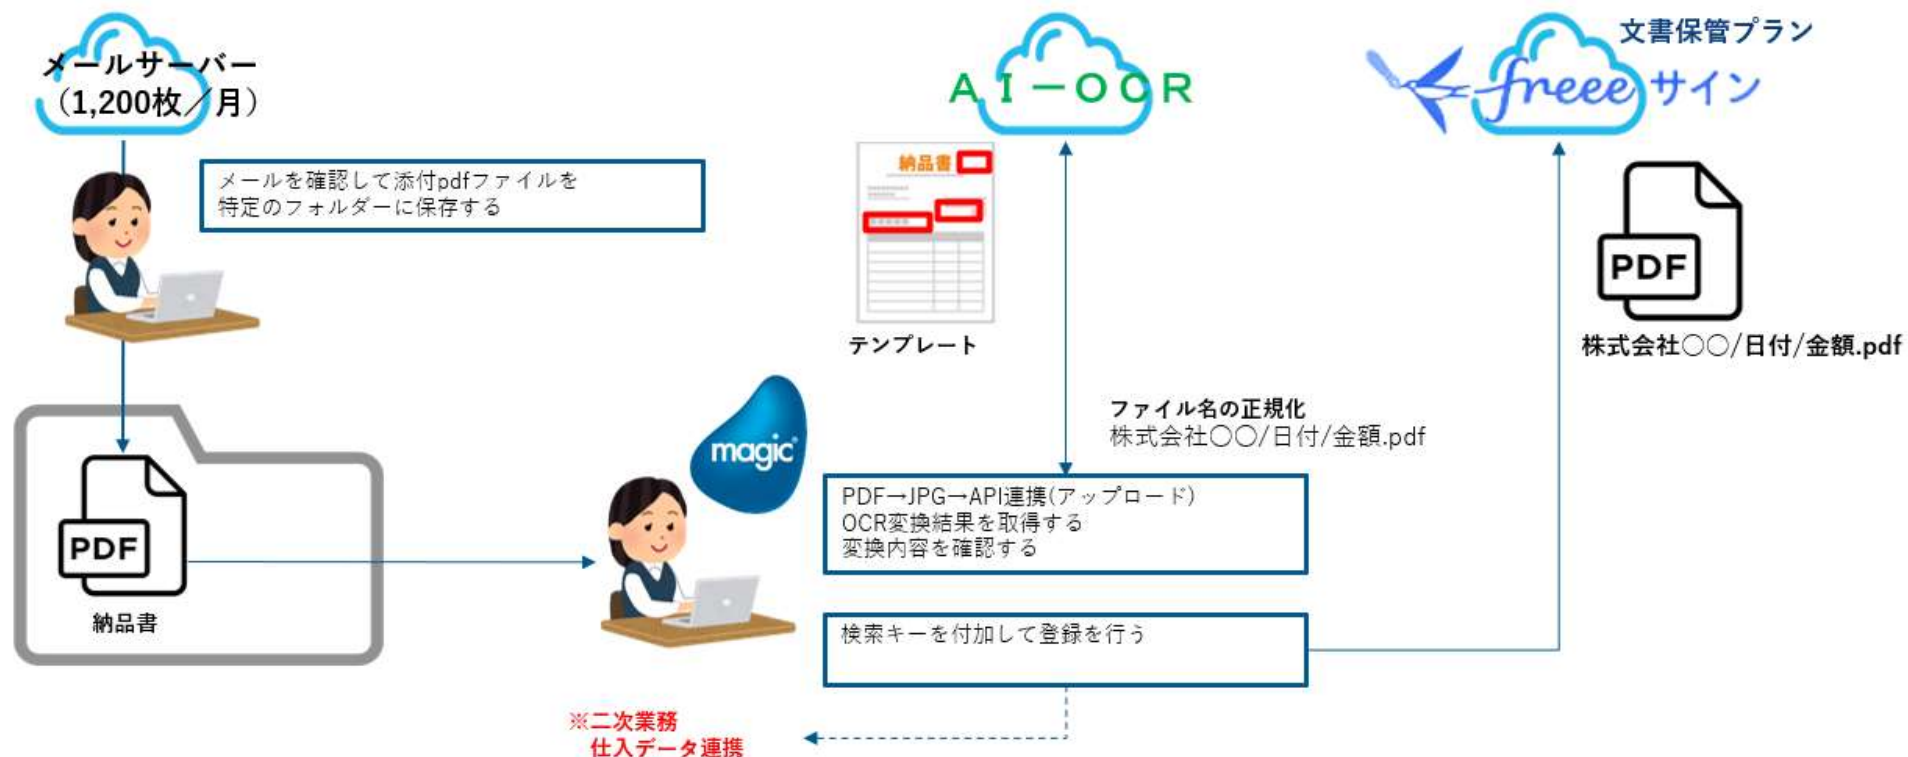 メールサーバー
（1,200枚／月）
メールを確認して添付pdfファイルを
特定のフォルダーに保存する
PDF
納品書
magic
AI－OCR
納品書
テンプレート
ファイル名の正規化
株式会社〇〇/日付/金額.pdf
PDF→JPG→API連携(アップロード)
OCR変換結果を取得する
変換内容を確認する
検索キーを付加して登録を行う
※二次業務
仕入データ連携
文書保管プラン
freee サイン
PDF
株式会社〇〇/日付/金額.pdf